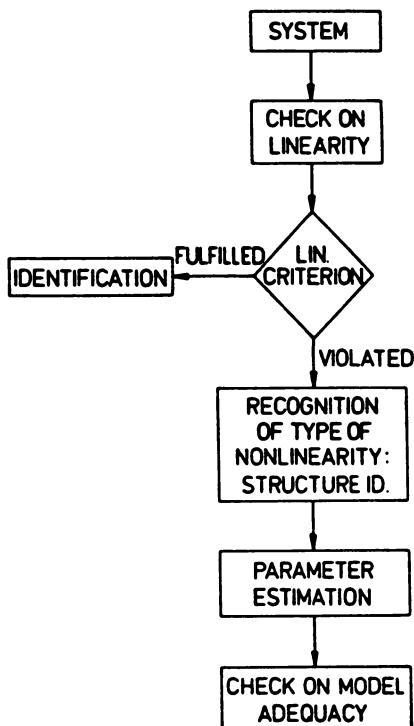 SYSTEM
CHECK ON
LINEARITY
LIN.
CRITERION
FULFILLED
IDENTIFICATION
VIOLATED
RECOGNITION
OF TYPE OF
NONLINEARITY:
STRUCTURE ID.
PARAMETER
ESTIMATION
CHECK ON MODEL
ADEQUACY